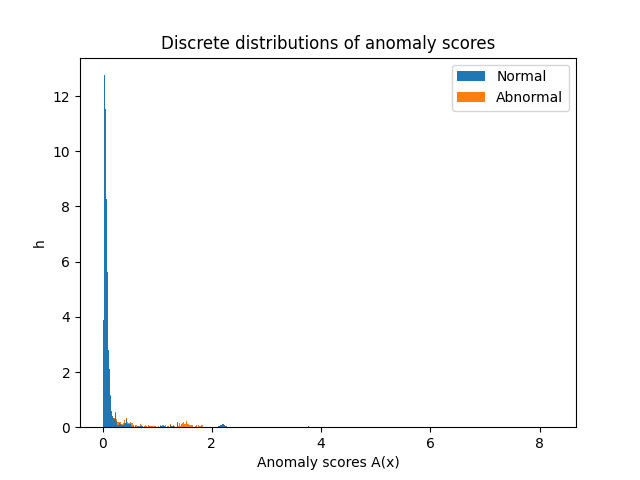 Discrete distributions of anomaly scores
Normal
Abnormal
12
10
8
6
4
2
0
h
0 2 4 6 8
Anomaly scores A(x)